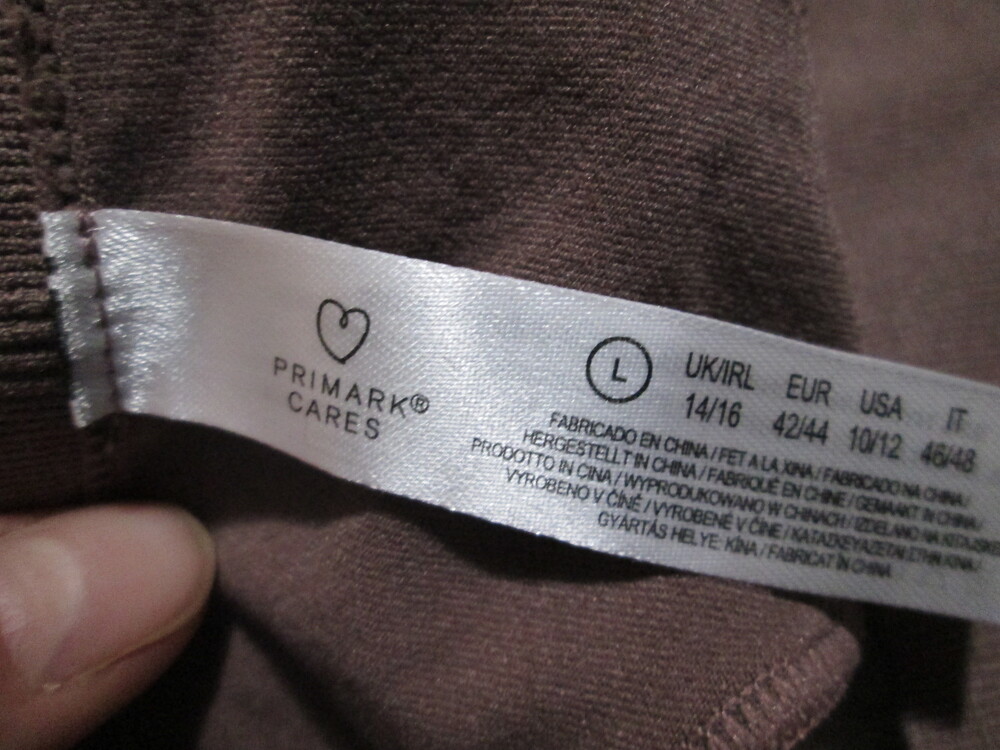 PRIMARK®
CARES
L
UK/IRL EUR USA IT
14/16 42/44 10/12 46/48
FABRICADO EN CHINA / FET A LA XINA / FABRICADO NA CHINA /
HERGESTELLT IN CHINA / FABRIQUÉ EN CHINE / GEMAAKT IN CHINA /
PRODOTTO IN CINA / WYPRODUKOWANO W CHINACH / IZDELANO NA
VYROBENO V ČÍNĚ / VYROBENÉ V ČÍNE /
GYÁRTÁS HELYE: KÍNA / FABRICAT ÎN CHINA